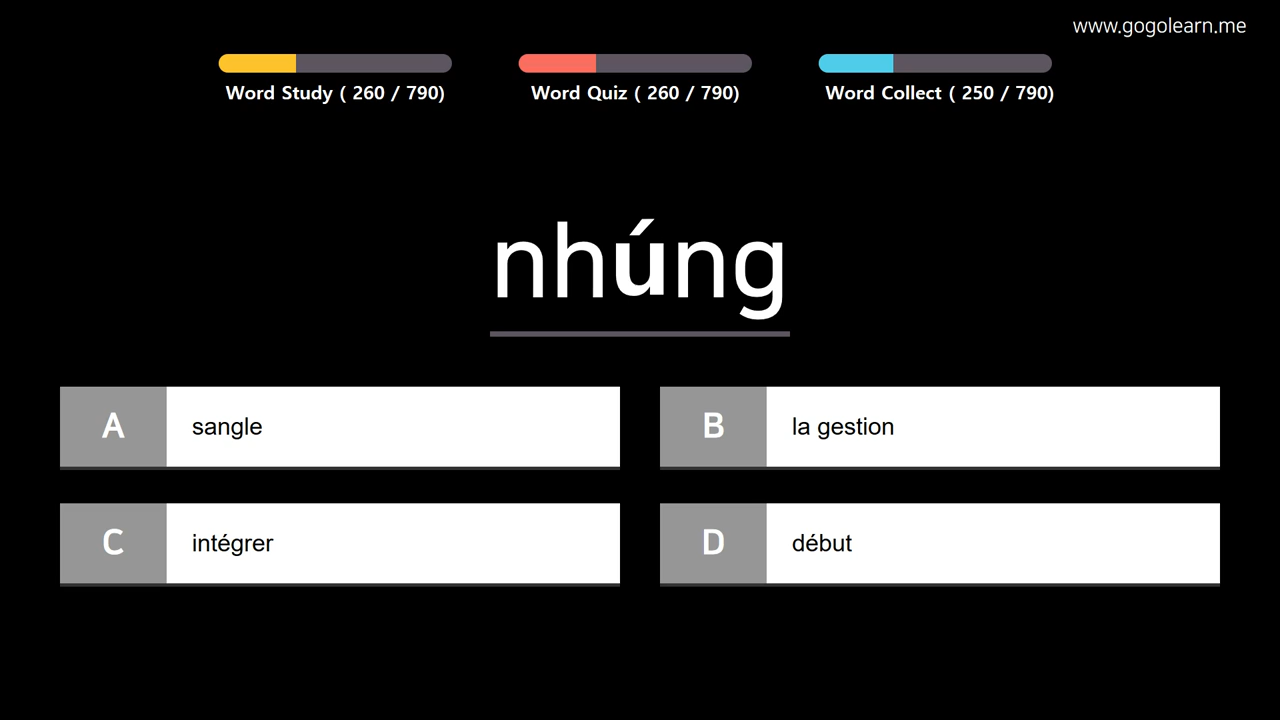 www.gogolearn.me
Word Study ( 260 / 790)
Word Quiz ( 260 / 790)
Word Collect ( 250 / 790)
nhúng
A sangle
B la gestion
C intégrer
D début